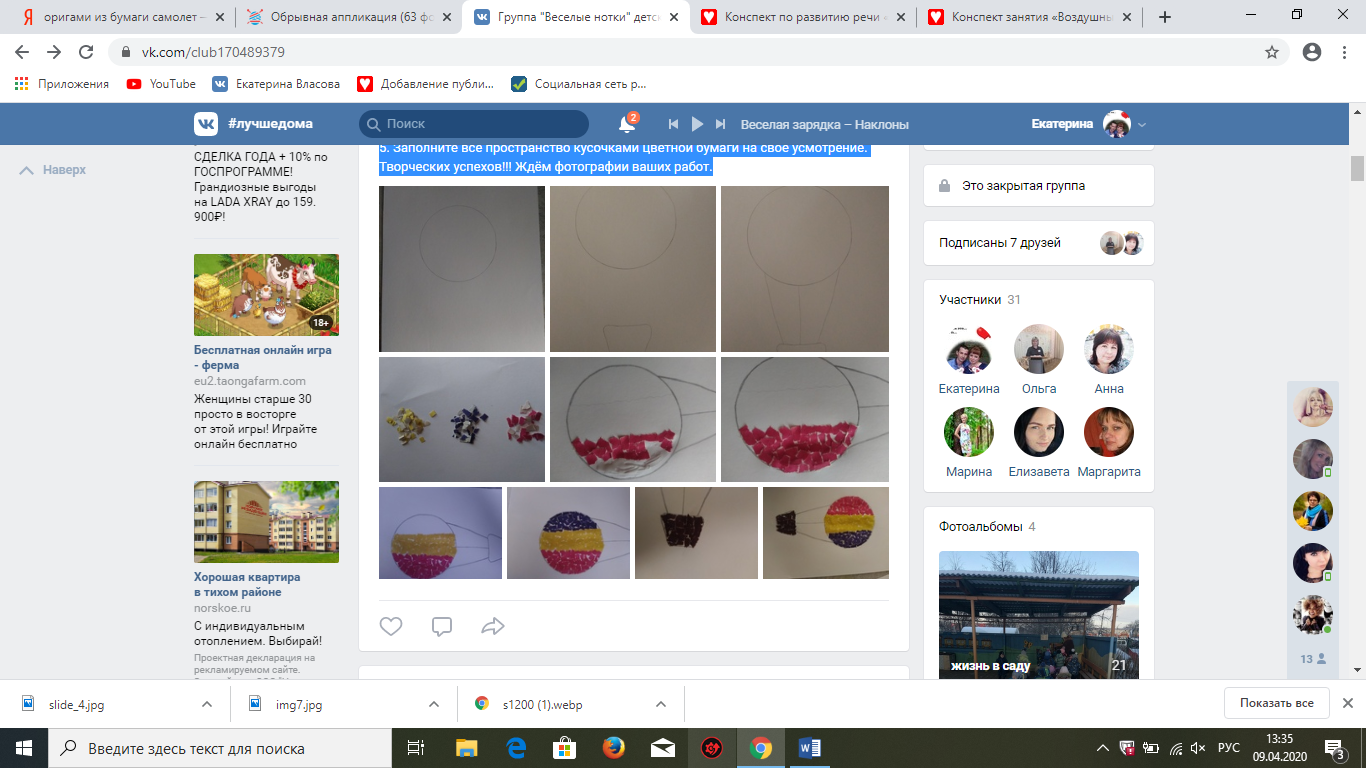 оригами из бумаги самолет –
Обрывная аппликация (63 фо
Группа "Веселые нотки" детс
Конспект по развитию речи
Конспект занятия «Воздушны
vk.com/club170489379
Приложения
YouTube
Екатерина Власова
Добавление публи...
Социальная сеть р...
#лучшедома
Поиск
2
Веселая зарядка – Наклоны
Екатерина
Наверх
СДЕЛКА ГОДА + 10% по
ГОСПРОГРАММЕ!
Грандиозные выгоды
на LADA XRAY до 159.
900₽!
18+
Бесплатная онлайн игра
- ферма
eu2.taongafarm.com
Женщины старше 30
просто в восторге
от этой игры! Играйте
онлайн бесплатно
Хорошая квартира
в тихом районе
norskoe.ru
С индивидуальным
отоплением. Выбирай!
Проектная декларация на
рекламируемом сайте.
5. Заполните все пространство кусочками цветной бумаги на свое усмотрение.
Творческих успехов!!! Ждём фотографии ваших работ.
Это закрытая группа
Подписаны 7 друзей
Участники 31
Екатерина
Ольга
Анна
Марина
Елизавета
Маргарита
Фотоальбомы 4
жизнь в саду
21
13
slide_4.jpg
img7.jpg
s1200 (1).webp
Показать все
Введите здесь текст для поиска
РУС
13:35
09.04.2020
3